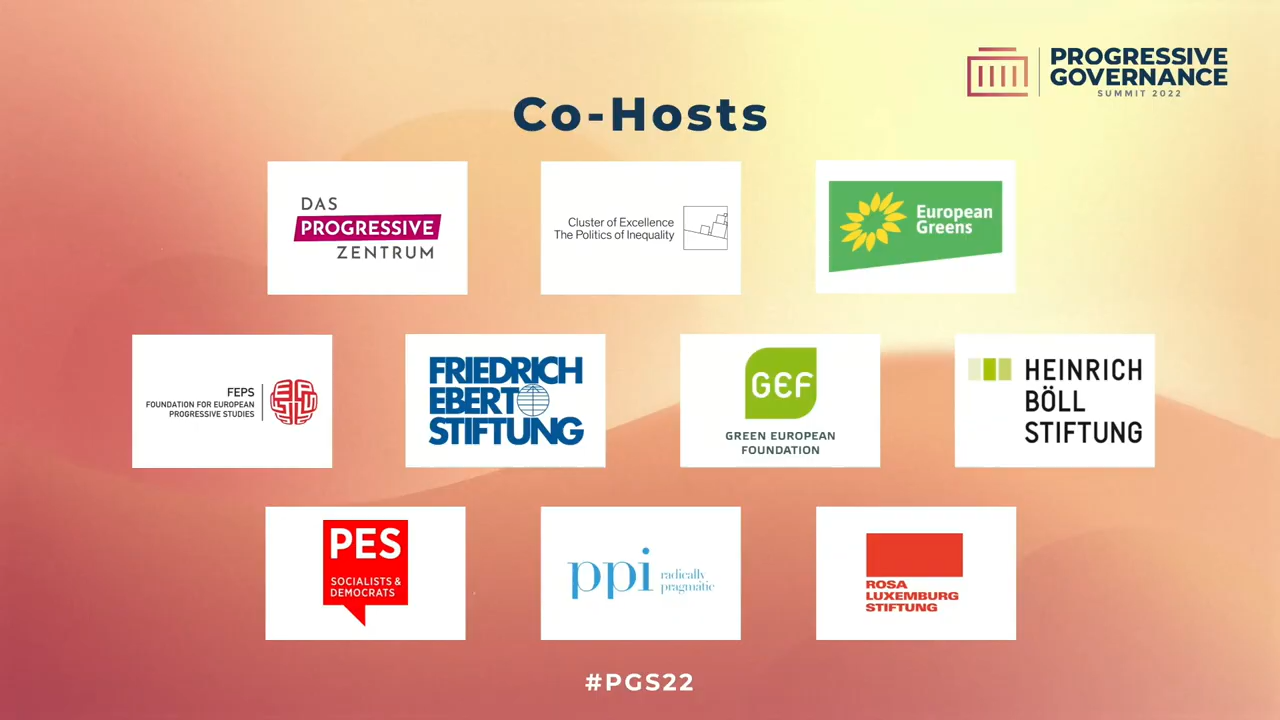 PROGRESSIVE
GOVERNANCE
SUMMIT 2022
Co-Hosts
DAS
PROGRESSIVE
ZENTRUM
Cluster of Excellence
The Politics of Inequality
European
Greens
FEPS
FOUNDATION FOR EUROPEAN
PROGRESSIVE STUDIES
FRIEDRICH
EBERT
STIFTUNG
GEF
GREEN EUROPEAN
FOUNDATION
HEINRICH
BÖLL
STIFTUNG
PES
SOCIALISTS &
DEMOCRATS
ppi
radically
pragmatic
ROSA
LUXEMBURG
STIFTUNG
#PGS22